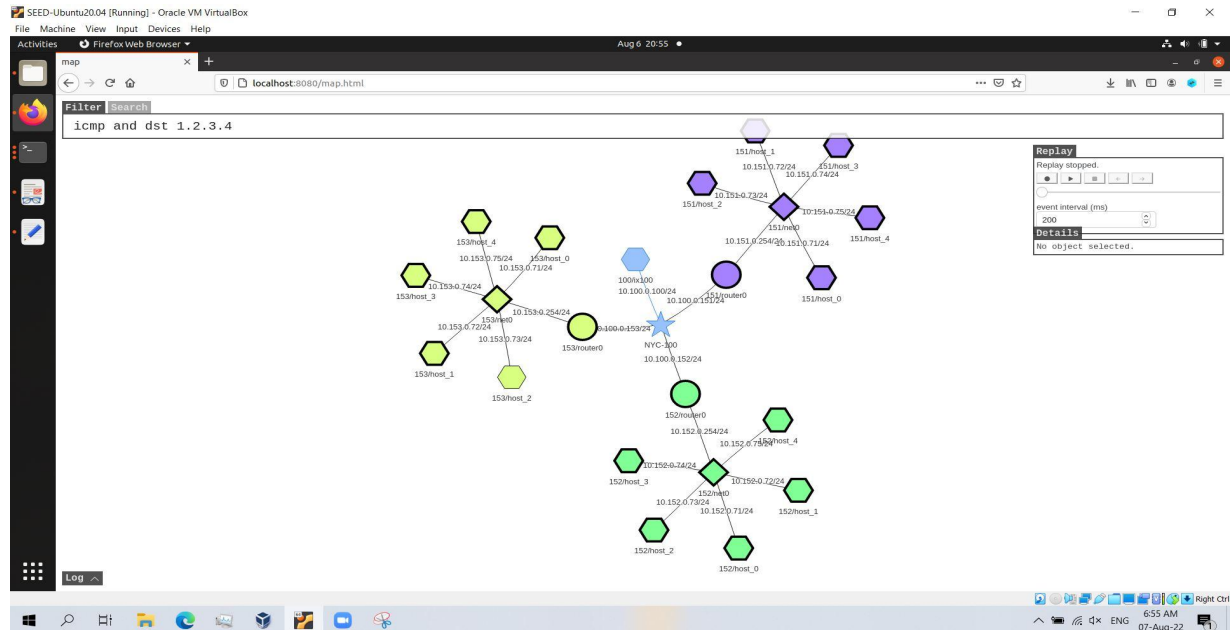 SEED-Ubuntu20.04 [Running] - Oracle VM VirtualBox
File Machine View Input Devices Help
Activities Firefox Web Browser Aug 6 20:55
map
localhost:8080/map.html
Filter Search
icmp and dst 1.2.3.4
Replay
Replay stopped.
event interval (ms)
200
Details
No object selected.
151/host_1
10.151.0.72/24
151/host_3
10.151.0.74/24
151/host_2
10.151.0.73/24
10.151.0.75/24
151/net0
151/host_4
10.151.0.254/24
10.151.0.71/24
151/router0
151/host_0
153/host_4
10.153.0.75/24
153/host_0
10.153.0.71/24
153/host_3
10.153.0.74/24
153/net0
10.153.0.254/24
10.153.0.72/24
10.153.0.73/24
153/host_1
153/host_2
153/router0
100/ix100
10.100.0.100/24
10.100.0.151/24
10.100.0.153/24
NYC-100
10.100.0.152/24
152/router0
10.152.0.254/24
152/host_4
10.152.0.75/24
152/host_3
10.152.0.74/24
152/net0
10.152.0.72/24
152/host_1
10.152.0.73/24
10.152.0.71/24
152/host_2
152/host_0
Log
Right Ctrl
ENG
6:55 AM
07-Aug-22